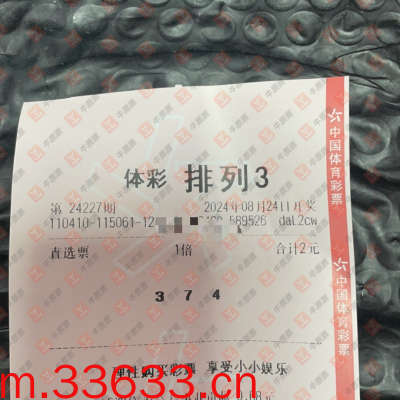 体彩 排列3
第 24227期 2024年08月24日开奖
110410-115061-12 589526 daL2cw
直选票 1倍 合计2元
3 7 4
理性购买彩票 享受小小娱乐
中国体育彩票
中国体育彩票
m.33633.cn